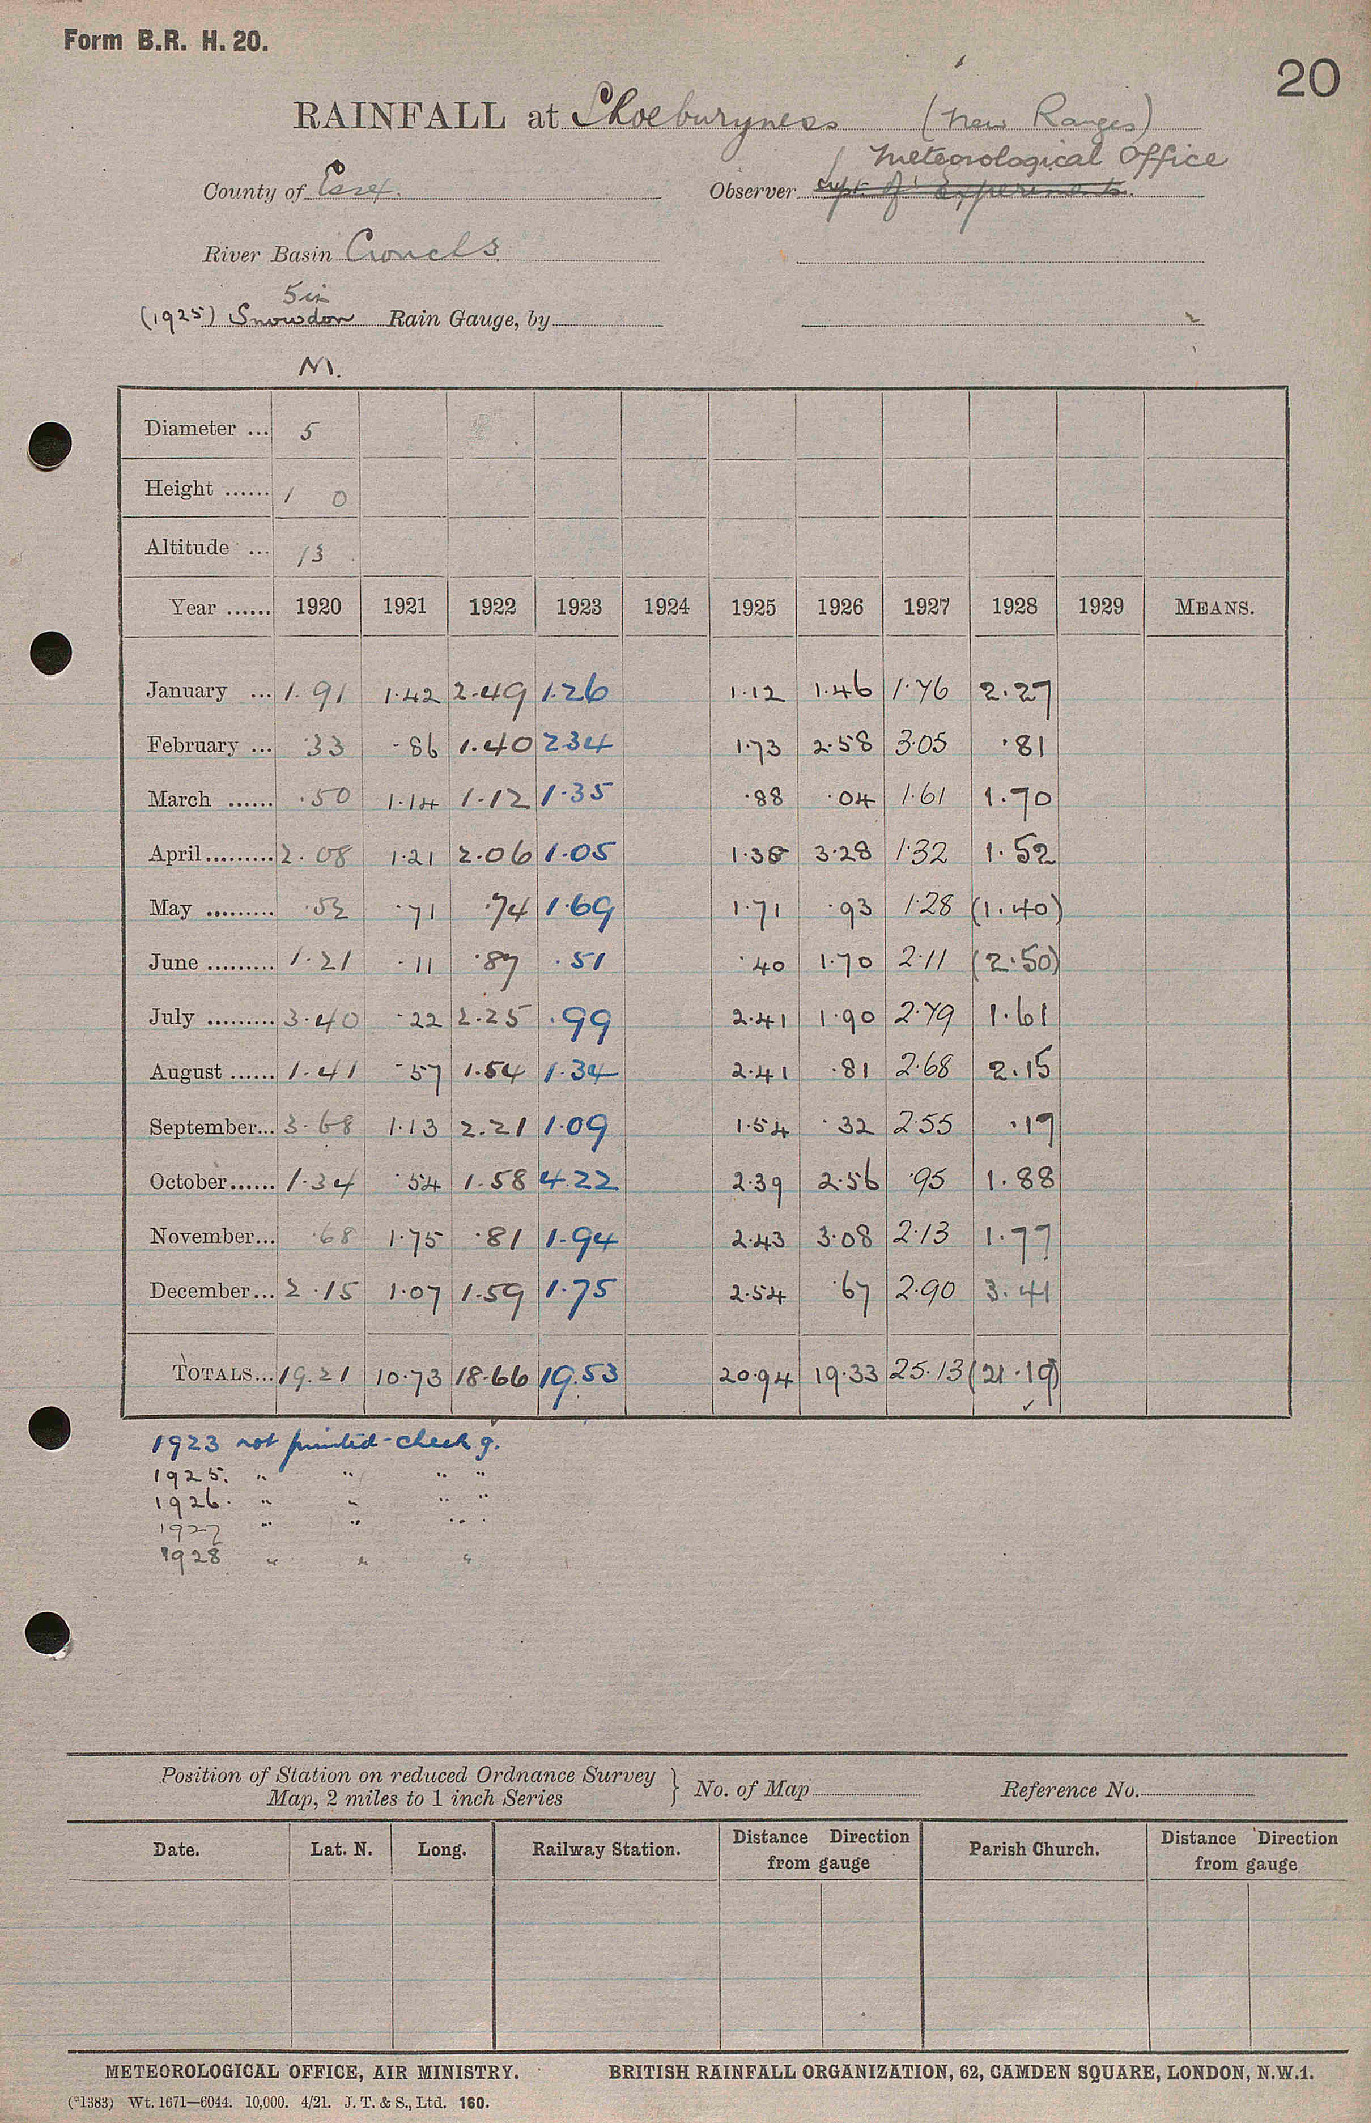 Form B.R. H. 20.
20
RAINFALL at Shoeburyness (New Ranges)
Meteorological Office
County of Essex. Observer Supt. of Experiments.
River Basin Crouch
5 in
(1925) Snowdon Rain Gauge, by
M.
Diameter ... 5
Height ...... 1 0
Altitude ... 13
Year ...... 1920 1921 1922 1923 1924 1925 1926 1927 1928 1929 MEANS.
January ... 1.91 1.42 2.49 1.26 1.12 1.46 1.76 2.27
February ... .33 .86 1.40 2.34 1.73 2.58 3.05 .81
March ...... .50 1.14 1.12 1.35 .88 .04 1.61 1.70
April ......... 2.08 1.21 2.06 1.05 1.38 3.28 1.32 1.52
May ......... .52 .71 .74 1.69 1.71 .93 1.28 (1.40)
June ......... 1.21 .11 .87 .51 .40 1.70 2.11 (2.50)
July ......... 3.40 .22 2.25 .99 2.41 1.90 2.79 1.61
August ...... 1.41 .57 1.54 1.34 2.41 .81 2.68 2.15
September... 3.68 1.13 2.21 1.09 1.54 .32 2.55 .19
October...... 1.34 .54 1.58 4.22 2.39 2.56 .95 1.88
November... .68 1.75 .81 1.94 2.43 3.08 2.13 1.77
December... 2.15 1.07 1.59 1.75 2.54 .67 2.90 3.41
TOTALS... 19.21 10.73 18.66 19.53 20.94 19.33 25.13 (21.19)
1923 not printed - check g.
1925. " " " "
1926. " " " "
1927 " " " "
1928 " " "
Position of Station on reduced Ordnance Survey
Map, 2 miles to 1 inch Series } No. of Map Reference No.
Date. Lat. N. Long. Railway Station. Distance Direction from gauge Parish Church. Distance Direction from gauge
METEOROLOGICAL OFFICE, AIR MINISTRY. BRITISH RAINFALL ORGANIZATION, 62, CAMDEN SQUARE, LONDON, N.W.1.
(*1383) Wt. 1671—6044. 10,000. 4/21. J. T. & S., Ltd. 160.